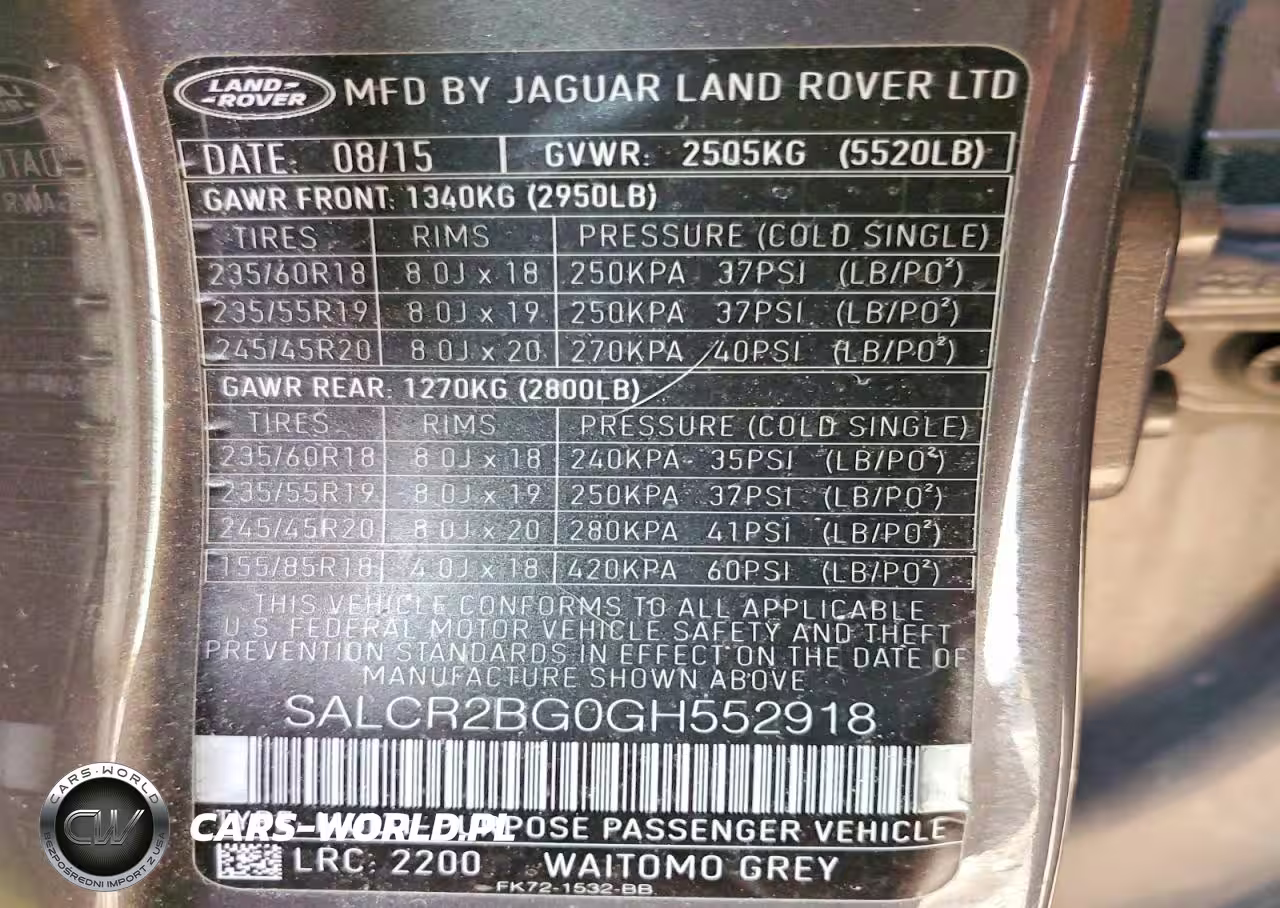 LAND-ROVER MFD BY JAGUAR LAND ROVER LTD
DATE: 08/15 GVWR: 2505KG (5520LB)
GAWR FRONT: 1340KG (2950LB)
TIRES RIMS PRESSURE (COLD SINGLE)
235/60R18 8.0J x 18 250KPA 37PSI (LB/PO²)
235/55R19 8.0J x 19 250KPA 37PSI (LB/PO²)
245/45R20 8.0J x 20 270KPA 40PSI (LB/PO²)
GAWR REAR: 1270KG (2800LB)
TIRES RIMS PRESSURE (COLD SINGLE)
235/60R18 8.0J x 18 240KPA 35PSI (LB/PO²)
235/55R19 8.0J x 19 250KPA 37PSI (LB/PO²)
245/45R20 8.0J x 20 280KPA 41PSI (LB/PO²)
155/85R18 4.0J x 18 420KPA 60PSI (LB/PO²)
THIS VEHICLE CONFORMS TO ALL APPLICABLE
U.S. FEDERAL MOTOR VEHICLE SAFETY AND THEFT
PREVENTION STANDARDS IN EFFECT ON THE DATE OF
MANUFACTURE SHOWN ABOVE
SALCR2BG0GH552918
PASSENGER VEHICLE
LRC: 2200 WAITOMO GREY
FK72-1532-BB
CARS-WORLD
CW
BEZPOŚREDNI IMPORT Z USA
CARS-WORLD.PL